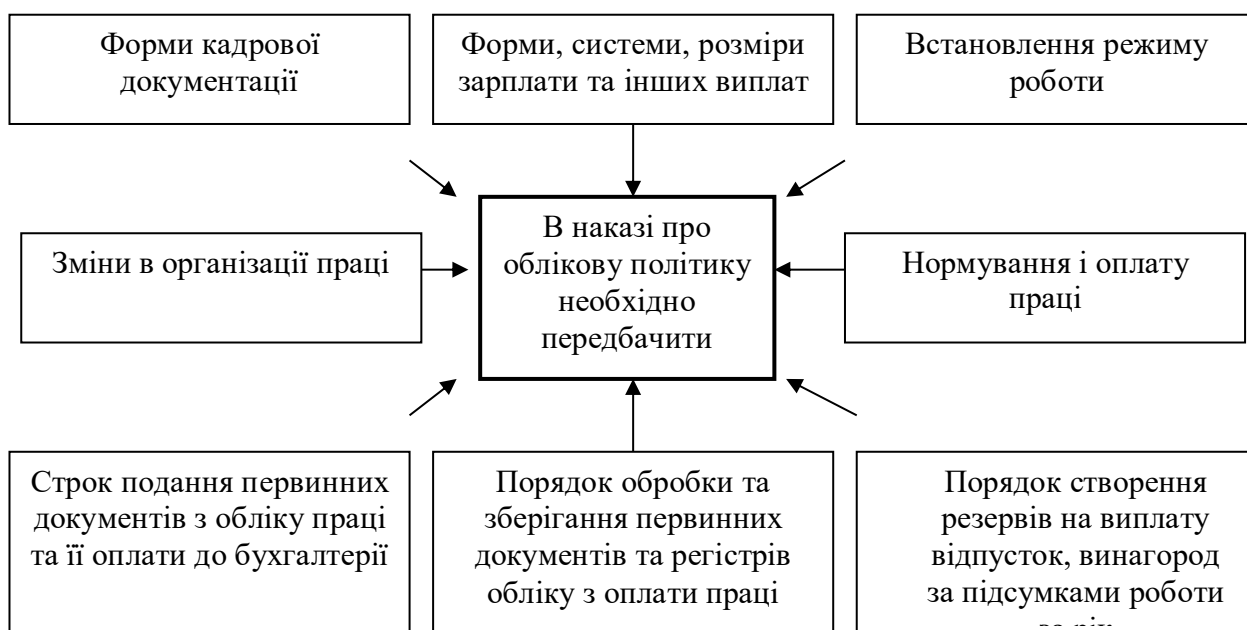 Форми кадрової
документації
Форми, системи, розміри
зарплати та інших виплат
Встановлення режиму
роботи
Зміни в організації праці
В наказі про
облікову політику
необхідно
передбачити
Нормування і оплату
праці
Строк подання первинних
документів з обліку праці
та її оплати до бухгалтерії
Порядок обробки та
зберігання первинних
документів та регістрів
обліку з оплати праці
Порядок створення
резервів на виплату
відпусток, винагород
за підсумками роботи
за рік